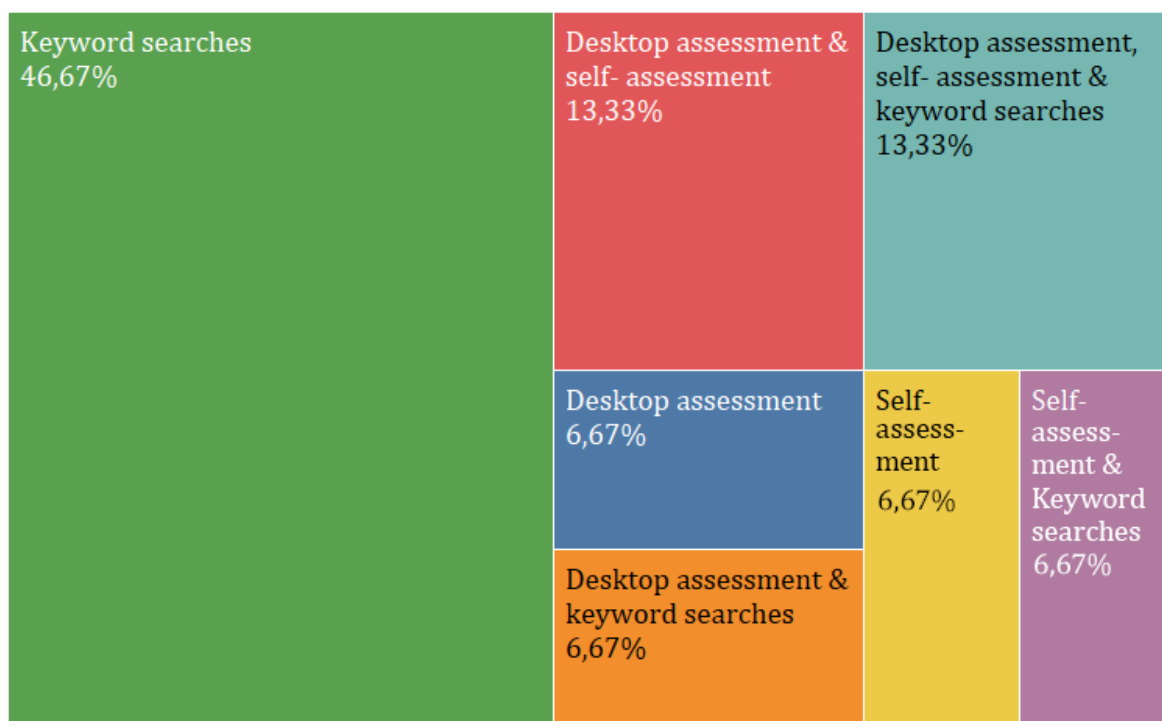 Keyword searches
46,67%
Desktop assessment &
self- assessment
13,33%
Desktop assessment,
self- assessment &
keyword searches
13,33%
Desktop assessment
6,67%
Desktop assessment &
keyword searches
6,67%
Self-
assess-
ment
6,67%
Self-
assess-
ment &
Keyword
searches
6,67%